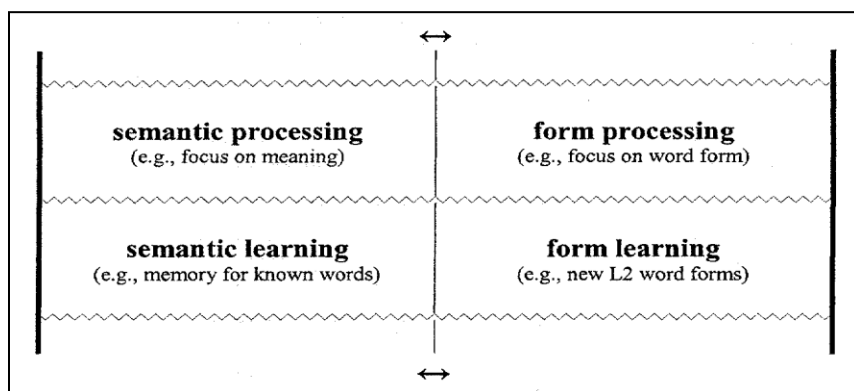 semantic processing
(e.g., focus on meaning)
form processing
(e.g., focus on word form)
semantic learning
(e.g., memory for known words)
form learning
(e.g., new L2 word forms)